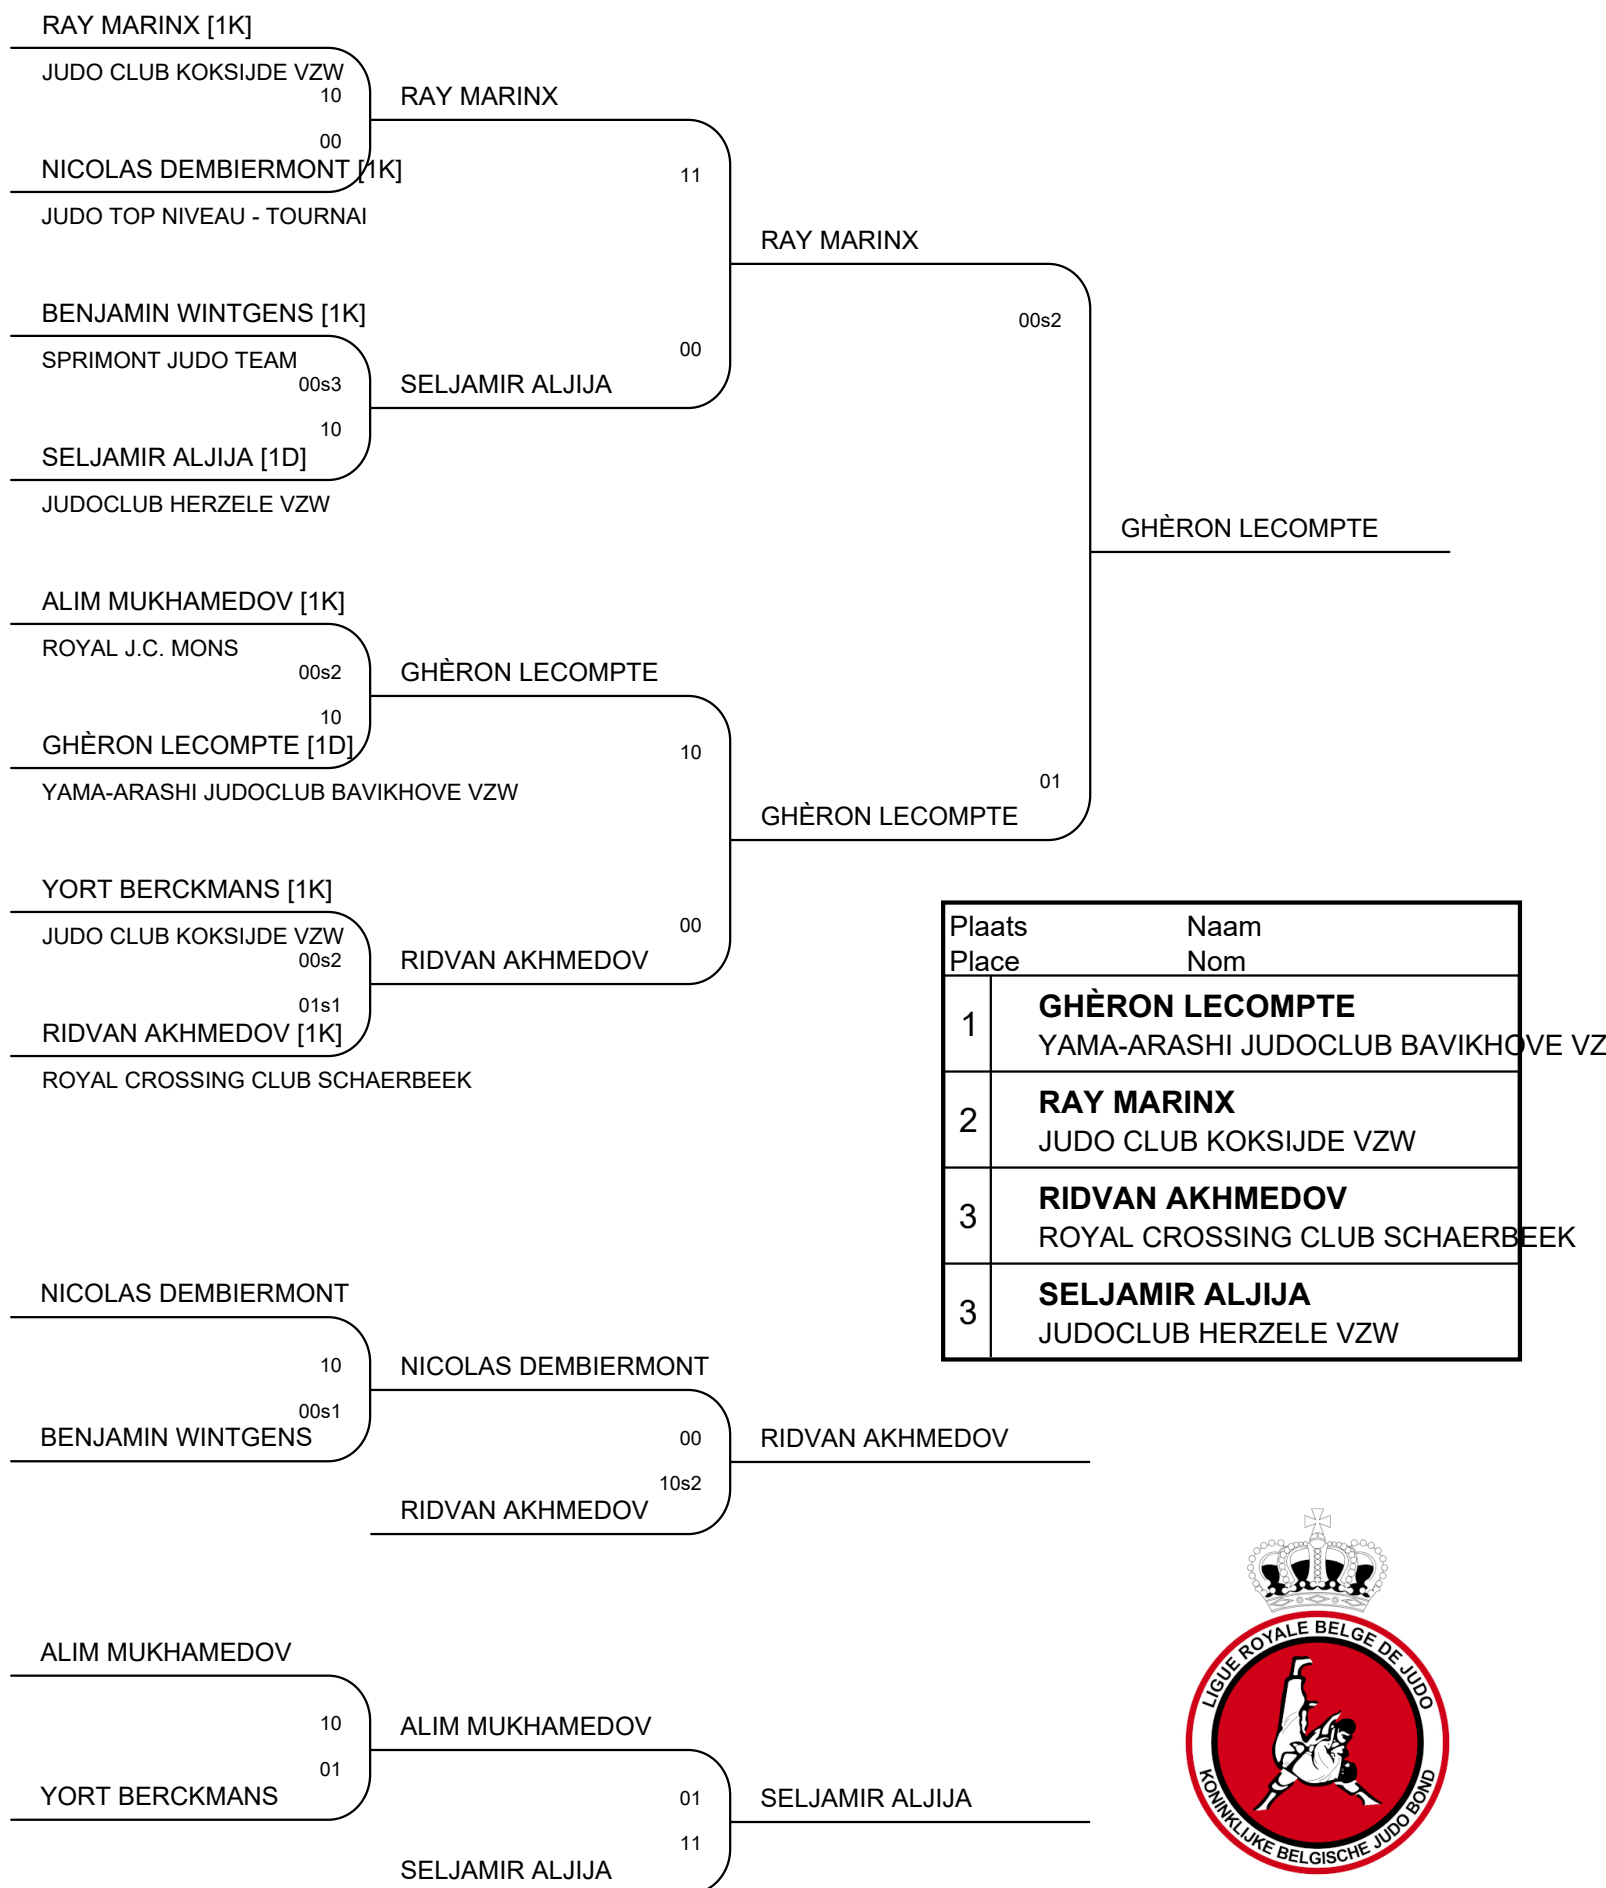 RAY MARINX [1K]
JUDO CLUB KOKSIJDE VZW
10
RAY MARINX
00
NICOLAS DEMBIERMONT [1K]
11
JUDO TOP NIVEAU - TOURNAI
RAY MARINX
BENJAMIN WINTGENS [1K]
00s2
SPRIMONT JUDO TEAM
00
00s3
SELJAMIR ALJIJA
10
SELJAMIR ALJIJA [1D]
JUDOCLUB HERZELE VZW
GHÈRON LECOMPTE
ALIM MUKHAMEDOV [1K]
ROYAL J.C. MONS
00s2
GHÈRON LECOMPTE
10
GHÈRON LECOMPTE [1D]
10
YAMA-ARASHI JUDOCLUB BAVIKHOVE VZW
01
GHÈRON LECOMPTE
YORT BERCKMANS [1K]
JUDO CLUB KOKSIJDE VZW
00
00s2
RIDVAN AKHMEDOV
01s1
RIDVAN AKHMEDOV [1K]
ROYAL CROSSING CLUB SCHAERBEEK
Plaats Naam
Place Nom
1 GHÈRON LECOMPTE
YAMA-ARASHI JUDOCLUB BAVIKHOVE VZ
2 RAY MARINX
JUDO CLUB KOKSIJDE VZW
3 RIDVAN AKHMEDOV
ROYAL CROSSING CLUB SCHAERBEEK
3 SELJAMIR ALJIJA
JUDOCLUB HERZELE VZW
NICOLAS DEMBIERMONT
10
NICOLAS DEMBIERMONT
00s1
BENJAMIN WINTGENS
00
RIDVAN AKHMEDOV
10s2
RIDVAN AKHMEDOV
ALIM MUKHAMEDOV
10
ALIM MUKHAMEDOV
01
YORT BERCKMANS
01
SELJAMIR ALJIJA
11
SELJAMIR ALJIJA
LIGUE ROYALE BELGE DE JUDO
KONINKLIJKE BELGISCHE JUDO BOND